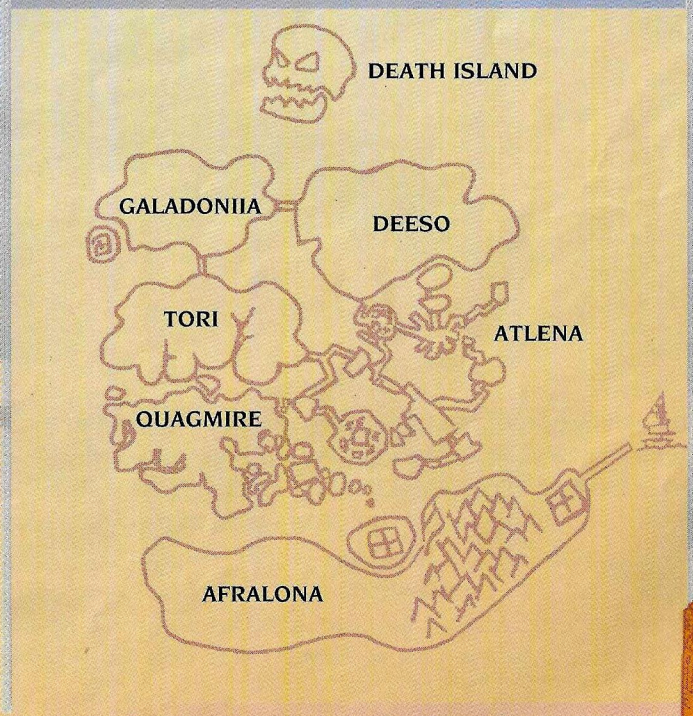 DEATH ISLAND
GALADONIIA
DEESO
TORI
ATLENA
QUAGMIRE
AFRALONA